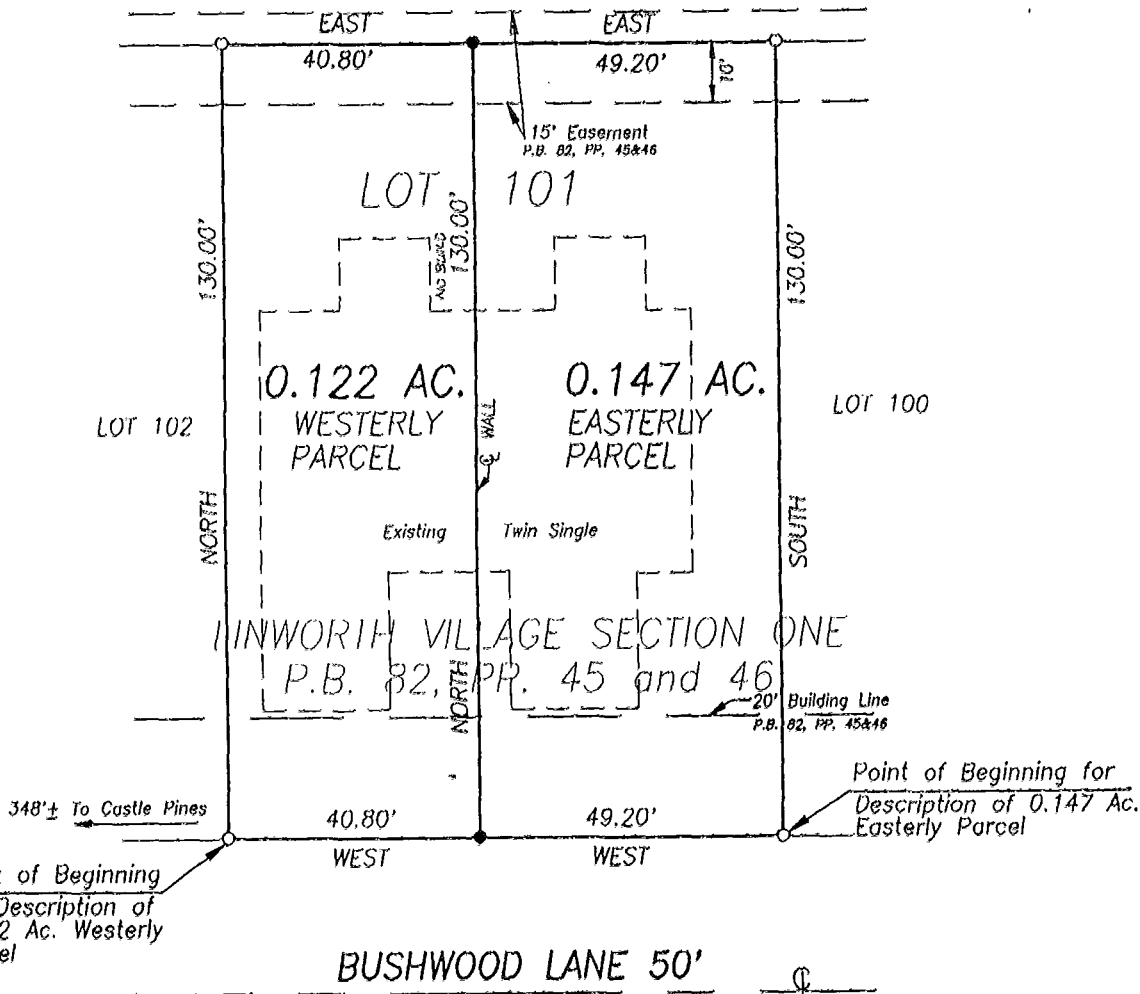 EAST
EAST
40.80'
49.20'
10'
15' Easement
P.B. 82, PP. 45&46
LOT 101
130.00'
NO BUILD
130.00'
130.00'
0.122 AC.
WESTERLY
PARCEL
0.147 AC.
EASTERLY
PARCEL
LOT 102
LOT 100
℄ WALL
NORTH
SOUTH
Existing
Twin Single
LINWORTH VILLAGE SECTION ONE
P.B. 82, PP. 45 and 46
NORTH
20' Building Line
P.B. 82, PP. 45&46
348'± To Castle Pines
40.80'
49.20'
WEST
WEST
Point of Beginning for
Description of 0.147 Ac.
Easterly Parcel
of Beginning
Description of
2 Ac. Westerly
el
BUSHWOOD LANE 50'
℄